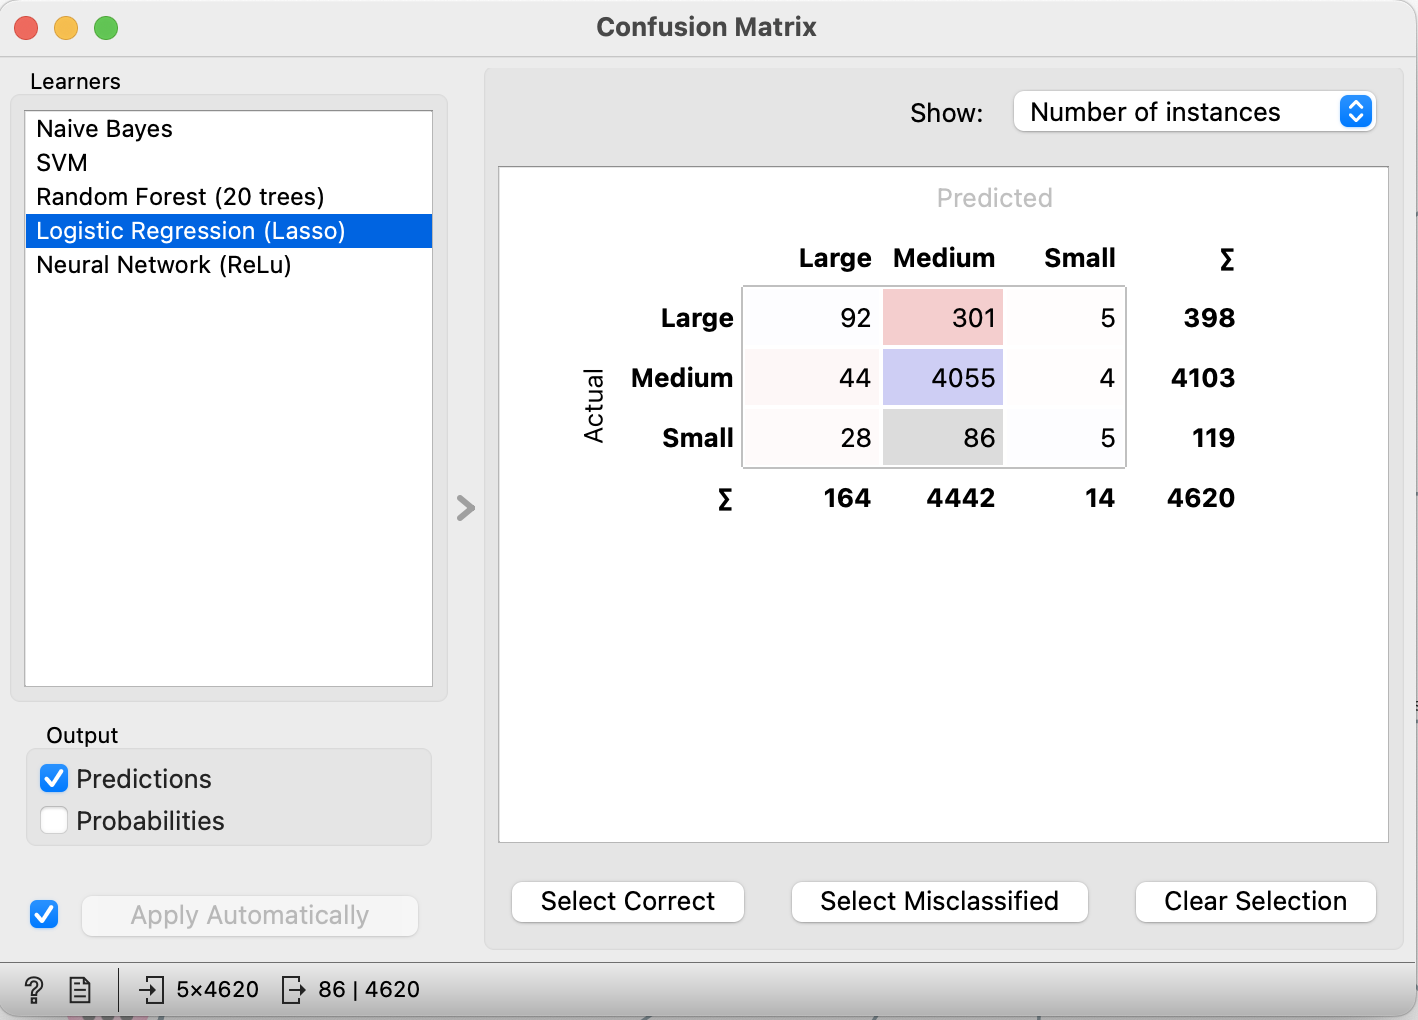 Confusion Matrix
Learners
Naive Bayes
SVM
Random Forest (20 trees)
Logistic Regression (Lasso)
Neural Network (ReLu)
Output
Predictions
Probabilities
Apply Automatically
Show: Number of instances
Predicted
Large Medium Small Σ
Actual
Large 92 301 5 398
Medium 44 4055 4 4103
Small 28 86 5 119
Σ 164 4442 14 4620
Select Correct Select Misclassified Clear Selection
? 5×4620 86 | 4620